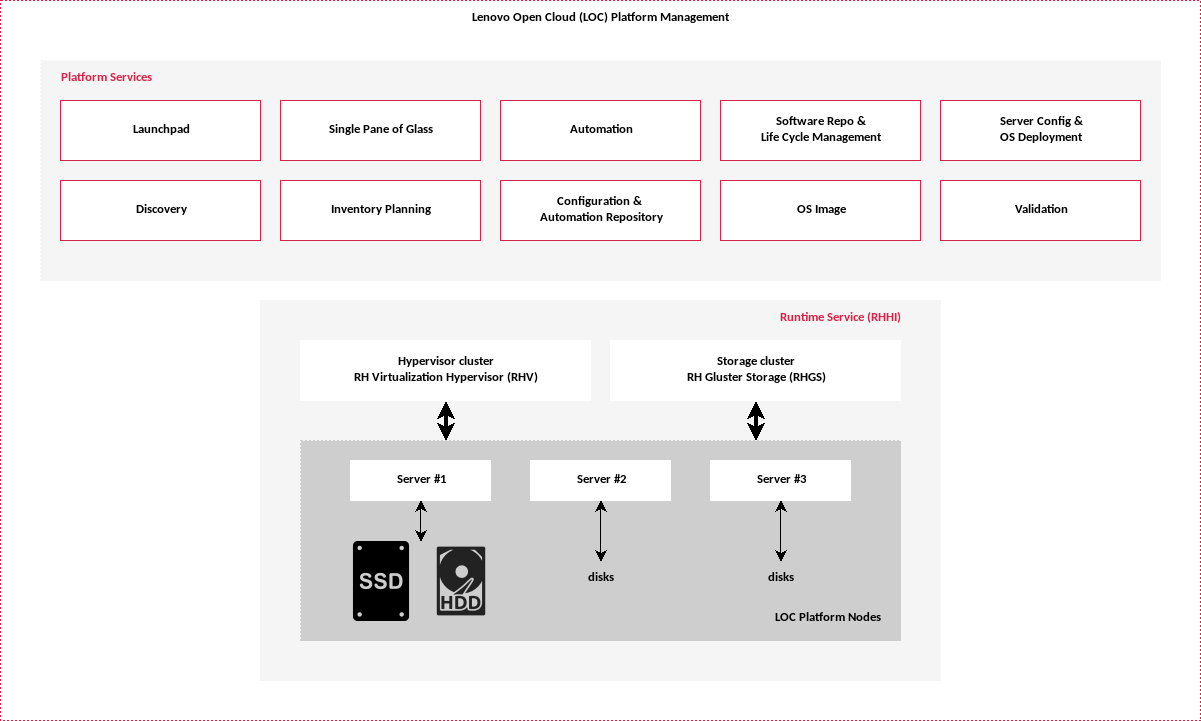 Lenovo Open Cloud (LOC) Platform Management
Platform Services
Launchpad
Single Pane of Glass
Automation
Software Repo &
Life Cycle Management
Server Config &
OS Deployment
Discovery
Inventory Planning
Configuration &
Automation Repository
OS Image
Validation
Runtime Service (RHHI)
Hypervisor cluster
RH Virtualization Hypervisor (RHV)
Storage cluster
RH Gluster Storage (RHGS)
Server #1
Server #2
Server #3
SSD
HDD
disks
disks
LOC Platform Nodes